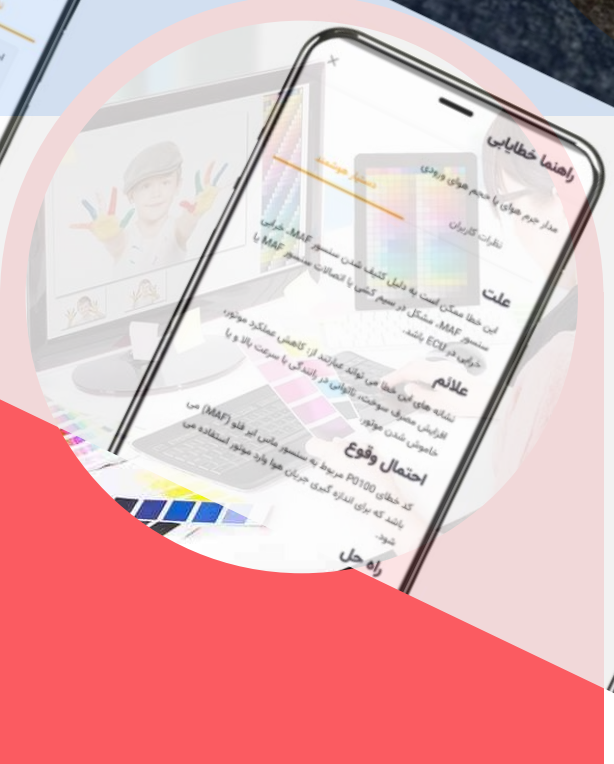 راهنما خطایابی
مدار جرم هوای یا حجم هوای ورودی
نظرات کاربران
دستیار هوشمند
علت
این خطا ممکن است به دلیل کثیف شدن سنسور MAF، خرابی
سنسور MAF، مشکل در سیم کشی یا اتصالات سنسور MAF یا
خرابی در ECU باشد.
علائم
نشانه های این خطا می تواند عبارتند از: کاهش عملکرد موتور،
افزایش مصرف سوخت، ناتوانی در رانندگی با سرعت بالا و یا
خاموش شدن موتور.
احتمال وقوع
کد خطای P0100 مربوط به سنسور ماس ایر فلو (MAF) می
باشد که برای اندازه گیری جریان هوا وارد موتور استفاده می
شود.
راه حل